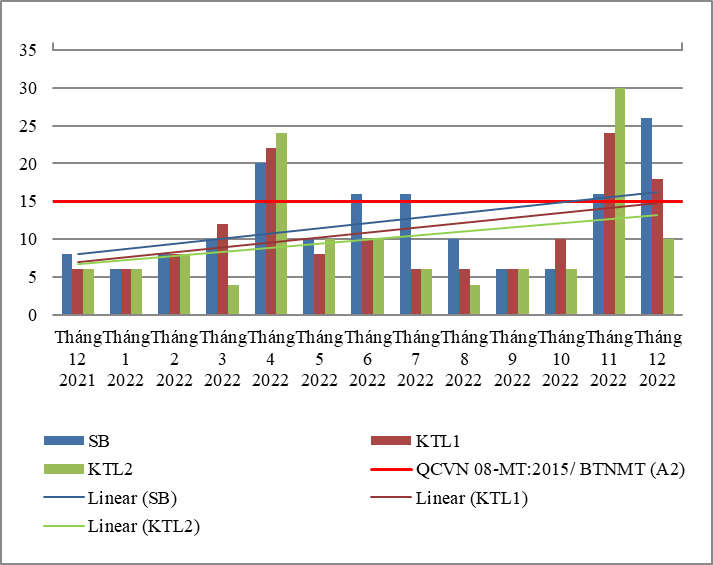 35
30
25
20
15
10
5
0
Tháng 12 2021
Tháng 1 2022
Tháng 2 2022
Tháng 3 2022
Tháng 4 2022
Tháng 5 2022
Tháng 6 2022
Tháng 7 2022
Tháng 8 2022
Tháng 9 2022
Tháng 10 2022
Tháng 11 2022
Tháng 12 2022
SB
KTL1
KTL2
QCVN 08-MT:2015/ BTNMT (A2)
Linear (SB)
Linear (KTL1)
Linear (KTL2)